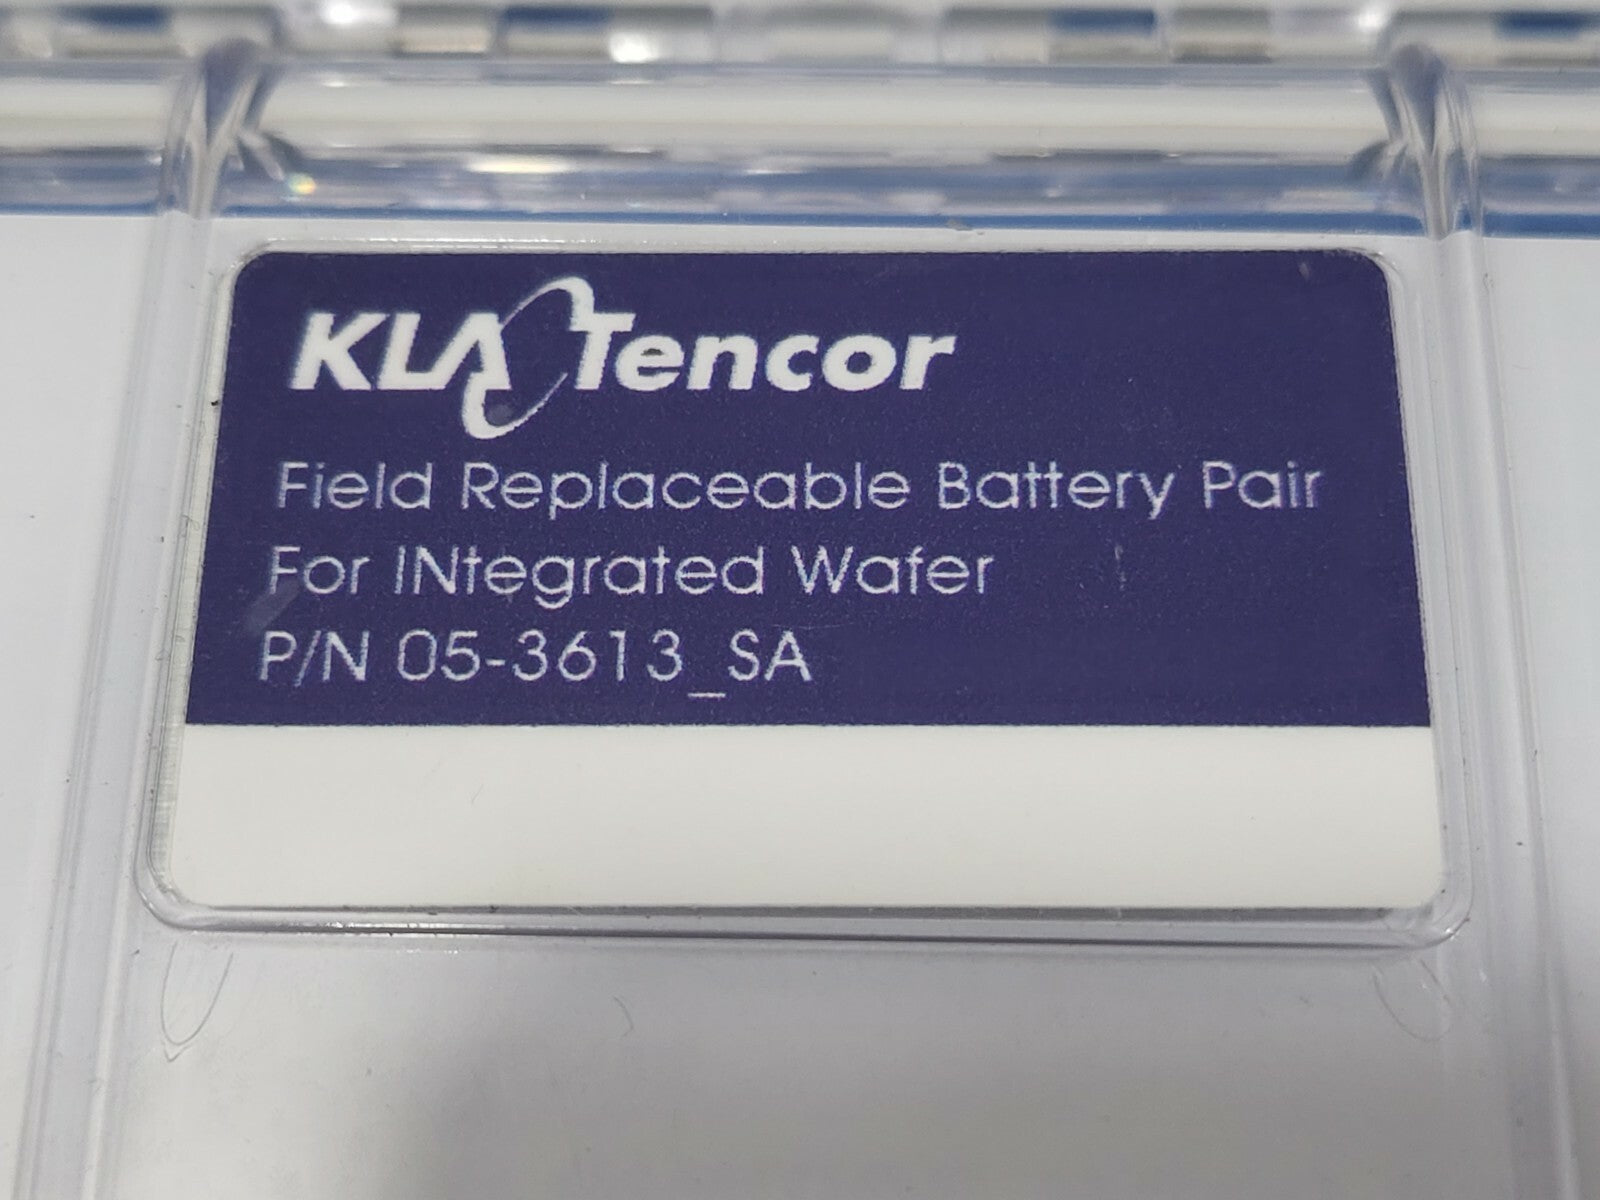 KLA Tencor
Field Replaceable Battery Pair
For INtegrated Wafer
P/N 05-3613_SA